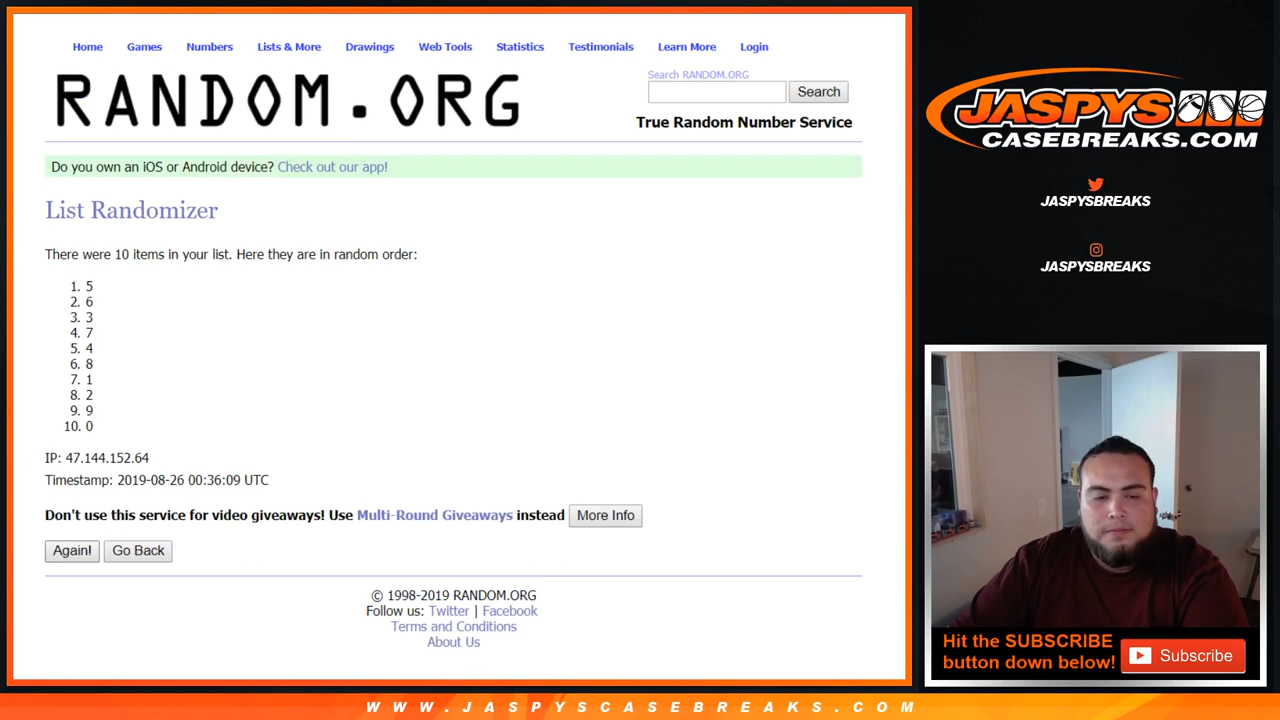 Home Games Numbers Lists & More Drawings Web Tools Statistics Testimonials Learn More Login
RANDOM.ORG
Search RANDOM.ORG
Search
True Random Number Service
Do you own an iOS or Android device? Check out our app!
List Randomizer
There were 10 items in your list. Here they are in random order:
1. 5
2. 6
3. 3
4. 7
5. 4
6. 8
7. 1
8. 2
9. 9
10. 0
IP: 47.144.152.64
Timestamp: 2019-08-26 00:36:09 UTC
Don't use this service for video giveaways! Use Multi-Round Giveaways instead More Info
Again! Go Back
© 1998-2019 RANDOM.ORG
Follow us: Twitter | Facebook
Terms and Conditions
About Us
JASPYS
CASEBREAKS.COM
JASPYSBREAKS
JASPYSBREAKS
Hit the SUBSCRIBE
button down below!
Subscribe
WWW.JASPYSCASEBREAKS.COM